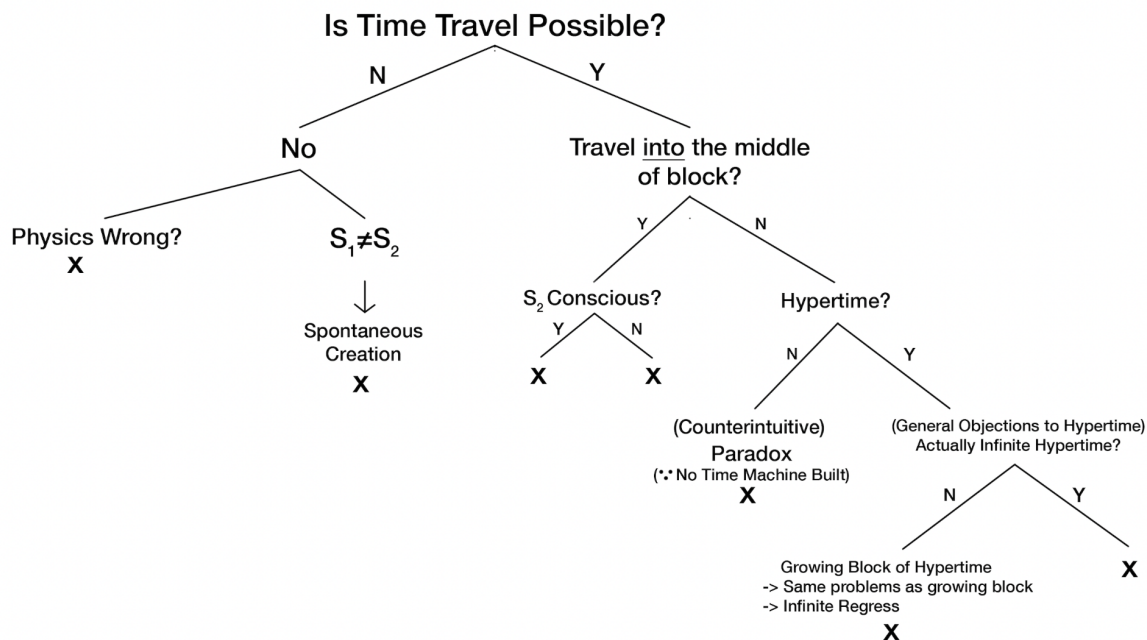 Is Time Travel Possible?
N
Y
No
Travel into the middle
of block?
Physics Wrong?
X
S₁≠S₂
Y
N
Spontaneous
Creation
X
S₂ Conscious?
Y
N
X
X
Hypertime?
N
Y
(Counterintuitive)
Paradox
(∵ No Time Machine Built)
X
(General Objections to Hypertime)
Actually Infinite Hypertime?
N
Y
Growing Block of Hypertime
-> Same problems as growing block
-> Infinite Regress
X
X